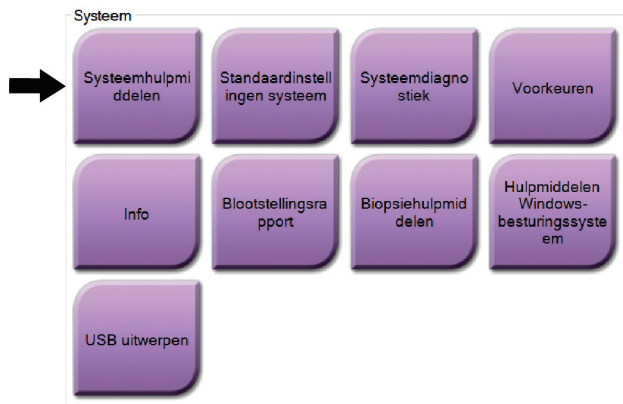 Systeem
Systeemhulpmi
ddelen
Standaardinstell
ingen systeem
Systeemdiagno
stiek
Voorkeuren
Info
Blootstellingsra
pport
Biopsiehulpmid
delen
Hulpmiddelen
Windows-
besturingssyste
em
USB uitwerpen